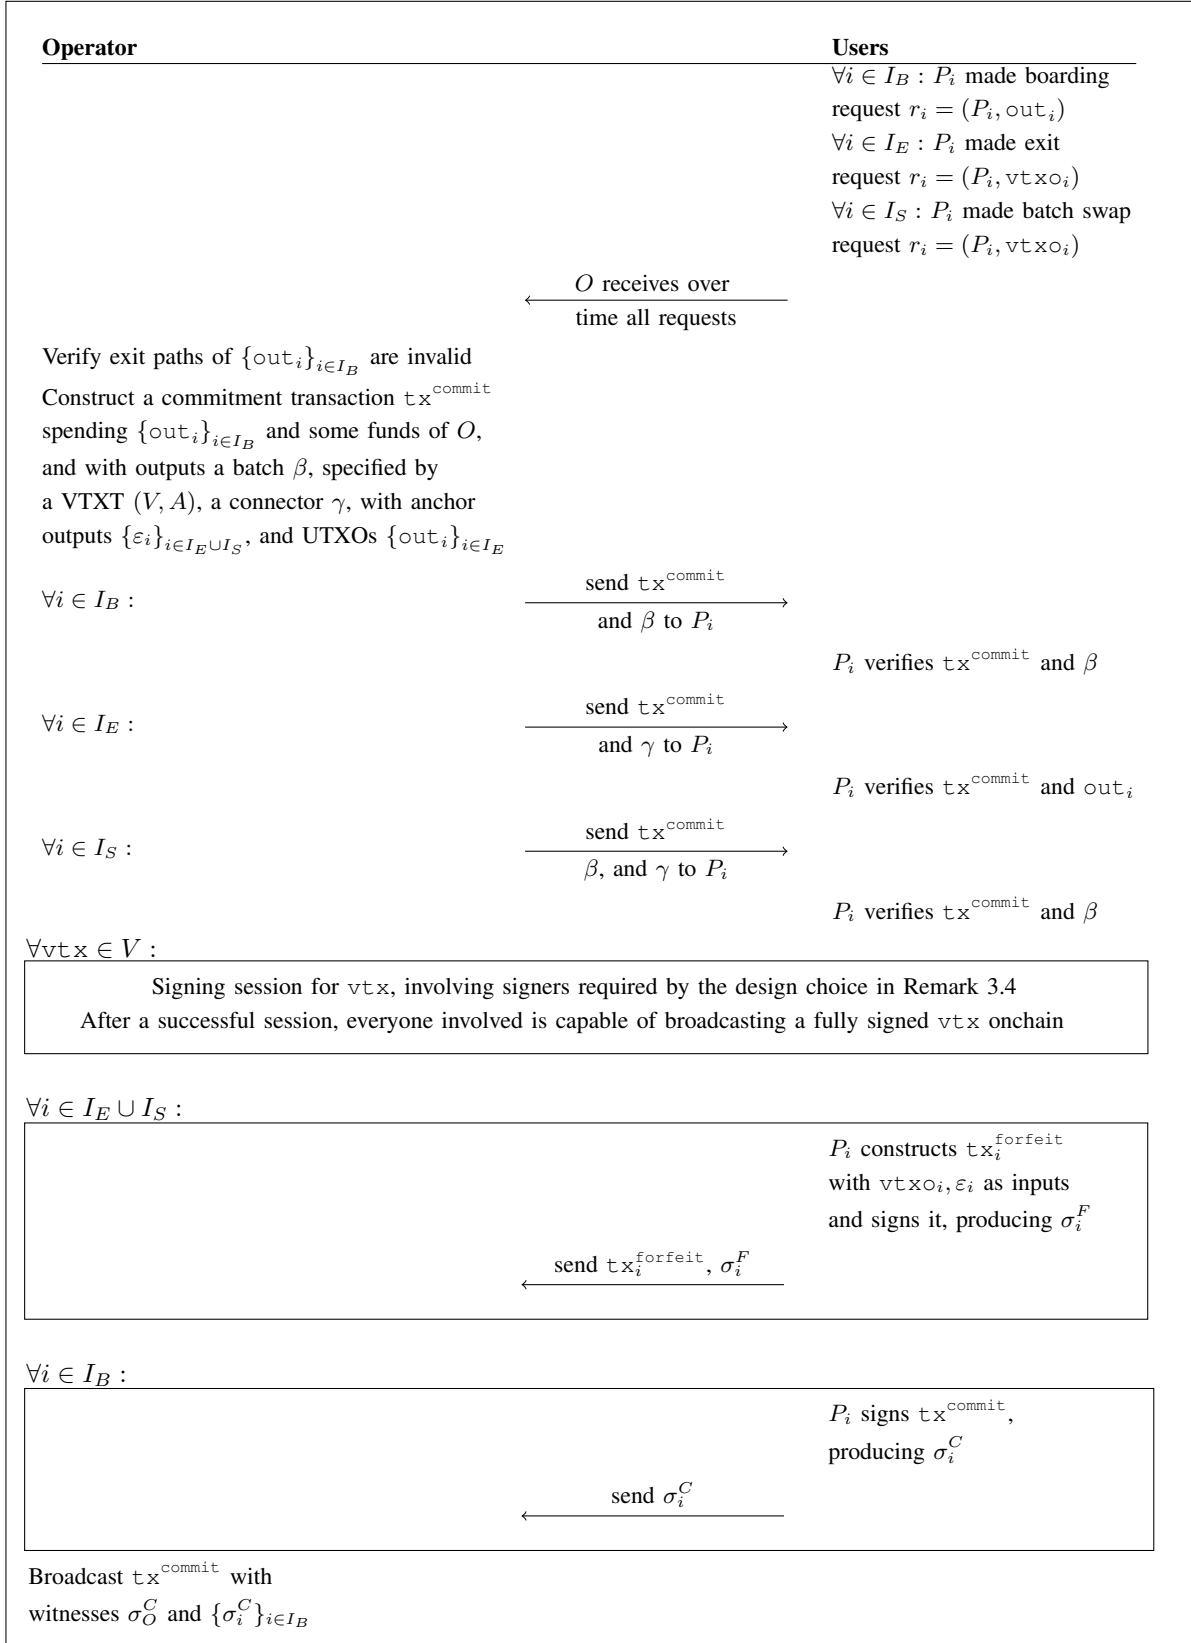 Operator Users
∀i ∈ I_B : P_i made boarding
request r_i = (P_i, out_i)
∀i ∈ I_E : P_i made exit
request r_i = (P_i, vtxo_i)
∀i ∈ I_S : P_i made batch swap
request r_i = (P_i, vtxo_i)
O receives over
time all requests
Verify exit paths of {out_i}_{i∈I_B} are invalid
Construct a commitment transaction tx^commit
spending {out_i}_{i∈I_B} and some funds of O,
and with outputs a batch β, specified by
a VTXT (V, A), a connector γ, with anchor
outputs {ε_i}_{i∈I_E∪I_S}, and UTXOs {out_i}_{i∈I_E}
∀i ∈ I_B :
send tx^commit
and β to P_i
P_i verifies tx^commit and β
∀i ∈ I_E :
send tx^commit
and γ to P_i
P_i verifies tx^commit and out_i
∀i ∈ I_S :
send tx^commit
β, and γ to P_i
P_i verifies tx^commit and β
∀vtx ∈ V :
Signing session for vtx, involving signers required by the design choice in Remark 3.4
After a successful session, everyone involved is capable of broadcasting a fully signed vtx onchain
∀i ∈ I_E ∪ I_S :
P_i constructs tx_i^forfeit
with vtxo_i, ε_i as inputs
and signs it, producing σ_i^F
send tx_i^forfeit, σ_i^F
∀i ∈ I_B :
P_i signs tx^commit,
producing σ_i^C
send σ_i^C
Broadcast tx^commit with
witnesses σ_O^C and {σ_i^C}_{i∈I_B}